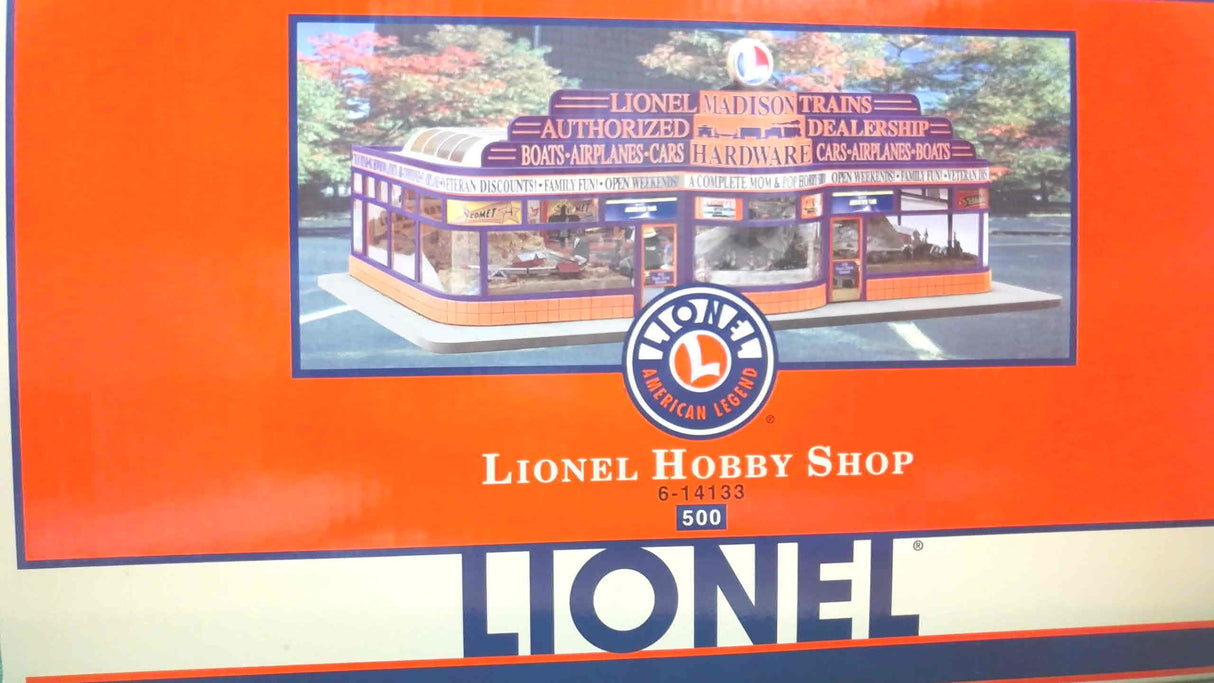 LIONEL MADISON TRAINS
AUTHORIZED DEALERSHIP
BOATS•AIRPLANES•CARS HARDWARE CARS•AIRPLANES•BOATS
VETERAN DISCOUNTS! • FAMILY FUN! • OPEN WEEKENDS! A COMPLETE MOM & POP OPEN WEEKENDS! • FAMILY FUN! • VETERAN
COMET
LIONEL
L
AMERICAN LEGEND
®
LIONEL HOBBY SHOP
6-14133
500
LIONEL®